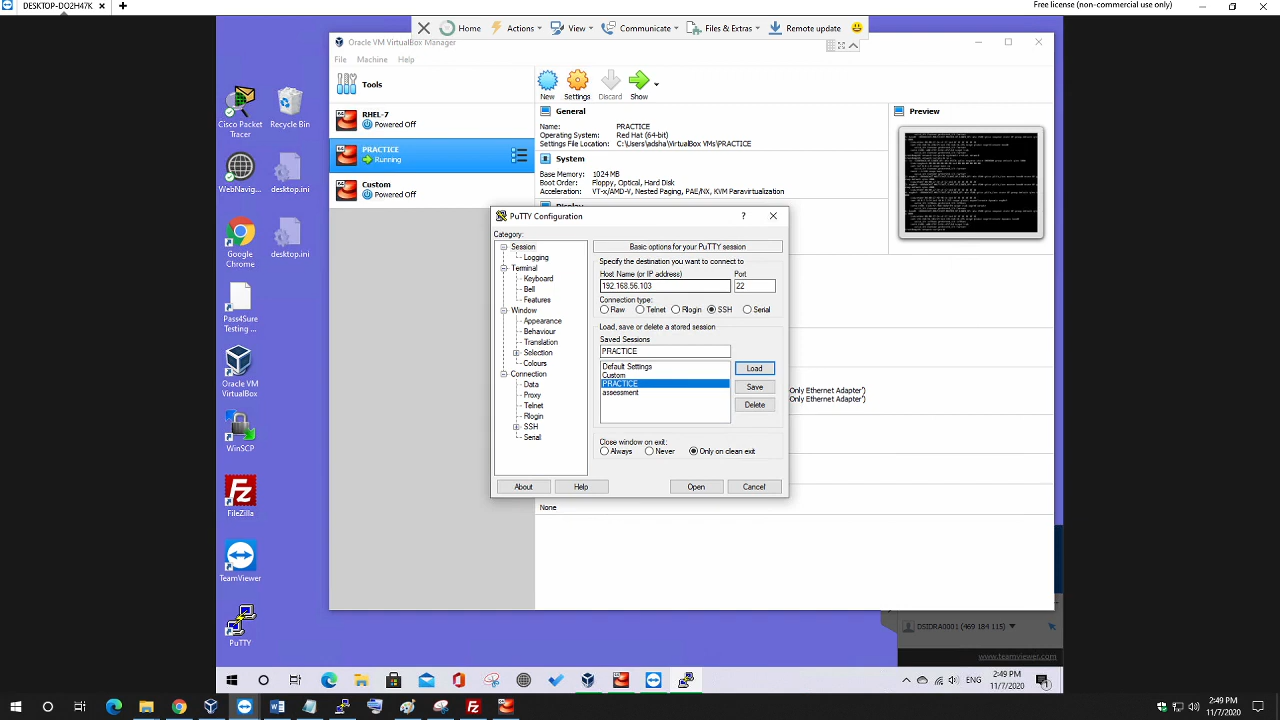 DESKTOP-DO2H47K
Free license (non-commercial use only)
Home
Actions
View
Communicate
Files & Extras
Remote update
Oracle VM VirtualBox Manager
File Machine Help
Tools
New
Settings
Discard
Show
RHEL-7
Powered Off
PRACTICE
Running
Custom
Powered Off
General
Name: PRACTICE
Operating System: Red Hat (64-bit)
Settings File Location: C:\Users\adsha\VirtualBox VMs\PRACTICE
System
Base Memory: 1024 MB
Boot Order: Floppy, Optical, Hard Disk
Acceleration: VT-x/AMD-V, Nested Paging, PAE/NX, KVM Paravirtualization
Display
Preview
PuTTY Configuration
?
Category:
Session
Logging
Terminal
Keyboard
Bell
Features
Window
Appearance
Behaviour
Translation
Selection
Colours
Connection
Data
Proxy
Telnet
Rlogin
SSH
Serial
Basic options for your PuTTY session
Specify the destination you want to connect to
Host Name (or IP address) Port
192.168.56.103 22
Connection type:
Raw Telnet Rlogin SSH Serial
Load, save or delete a stored session
Saved Sessions
PRACTICE
Default Settings
Custom
PRACTICE
assessment
Load
Save
Delete
Close window on exit:
Always Never Only on clean exit
About
Help
Open
Cancel
Only Ethernet Adapter')
Only Ethernet Adapter')
None
Cisco Packet
Tracer
Recycle Bin
WebNavig...
desktop.ini
Google
Chrome
desktop.ini
Pass4Sure
Testing ...
Oracle VM
VirtualBox
WinSCP
FileZilla
TeamViewer
PuTTY
DSIDRA0001 (469 184 115)
www.teamviewer.com
2:49 PM
ENG
11/7/2020
2:49 PM
11/7/2020